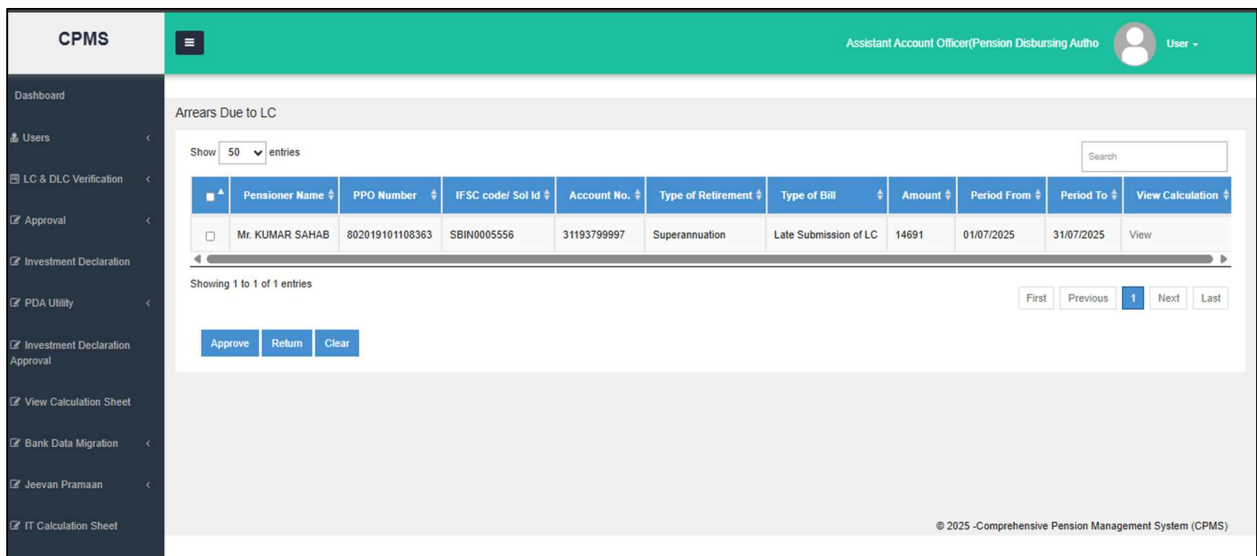 CPMS
Assistant Account Officer(Pension Disbursing Autho
User
Dashboard
Users
LC & DLC Verification
Approval
Investment Declaration
PDA Utility
Investment Declaration
Approval
View Calculation Sheet
Bank Data Migration
Jeevan Pramaan
IT Calculation Sheet
Arrears Due to LC
Show 50 entries
Search
Pensioner Name PPO Number IFSC code/ Sol Id Account No. Type of Retirement Type of Bill Amount Period From Period To View Calculation
Mr. KUMAR SAHAB 802019101108363 SBIN0005556 31193799997 Superannuation Late Submission of LC 14691 01/07/2025 31/07/2025 View
Showing 1 to 1 of 1 entries
First Previous 1 Next Last
Approve Return Clear
© 2025 -Comprehensive Pension Management System (CPMS)